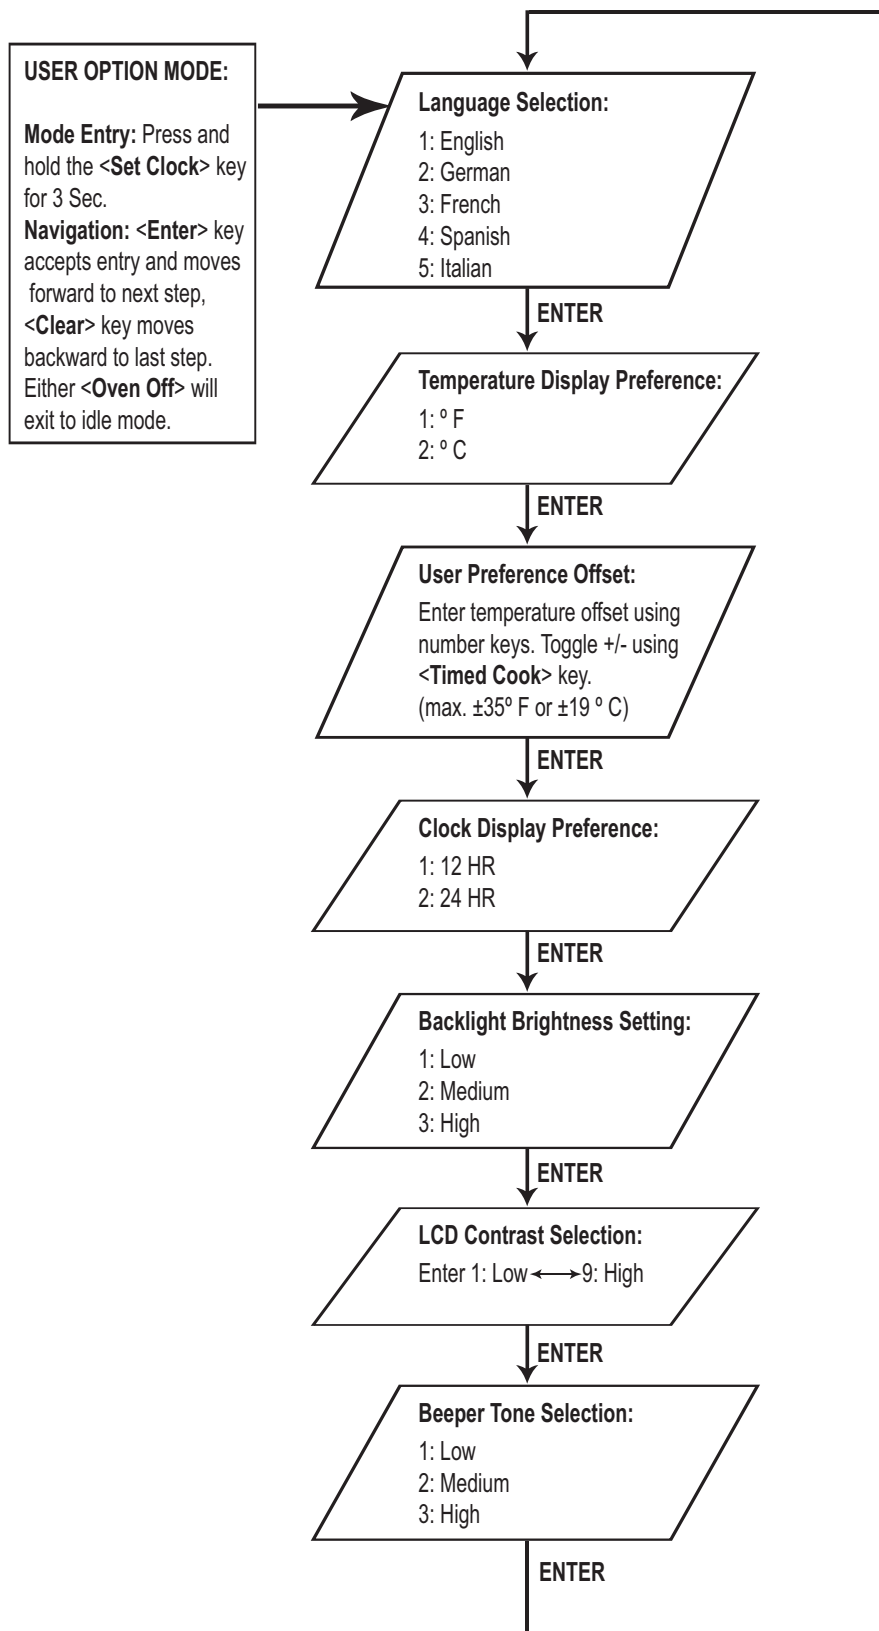 USER OPTION MODE:
Mode Entry: Press and
hold the <Set Clock> key
for 3 Sec.
Navigation: <Enter> key
accepts entry and moves
forward to next step,
<Clear> key moves
backward to last step.
Either <Oven Off> will
exit to idle mode.
Language Selection:
1: English
2: German
3: French
4: Spanish
5: Italian
ENTER
Temperature Display Preference:
1: º F
2: º C
ENTER
User Preference Offset:
Enter temperature offset using
number keys. Toggle +/- using
<Timed Cook> key.
(max. ±35º F or ±19 º C)
ENTER
Clock Display Preference:
1: 12 HR
2: 24 HR
ENTER
Backlight Brightness Setting:
1: Low
2: Medium
3: High
ENTER
LCD Contrast Selection:
Enter 1: Low ⟷ 9: High
ENTER
Beeper Tone Selection:
1: Low
2: Medium
3: High
ENTER